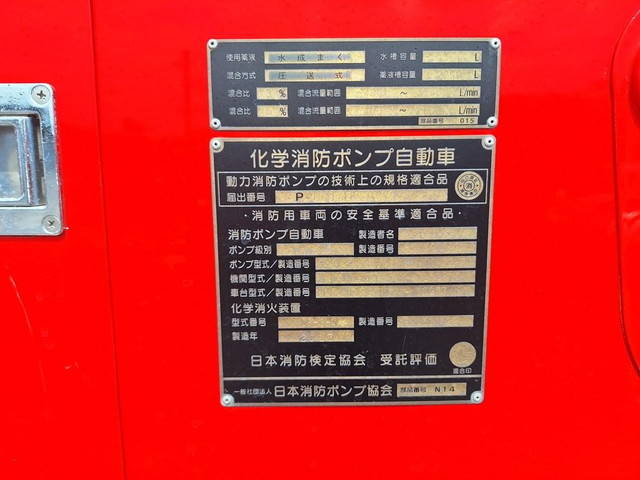 使用薬液 水成まく 水槽容量 L
混合方式 圧送式 薬液槽容量 L
混合比 % 混合流量範囲 ～ L/min
混合比 % 混合流量範囲 ～ L/min
部品番号 015
化学消防ポンプ自動車
動力消防ポンプの技術上の規格適合品
届出番号 P
消
・消防用車両の安全基準適合品・
消防ポンプ自動車 製造者名
ポンプ級別 製造番号
ポンプ型式／製造番号
機関型式／製造番号
車台型式／製造番号
化学消火装置
型式番号 製造番号
製造年
日本消防検定協会 受託評価
適合印
一般社団法人 日本消防ポンプ協会 部品番号 N14